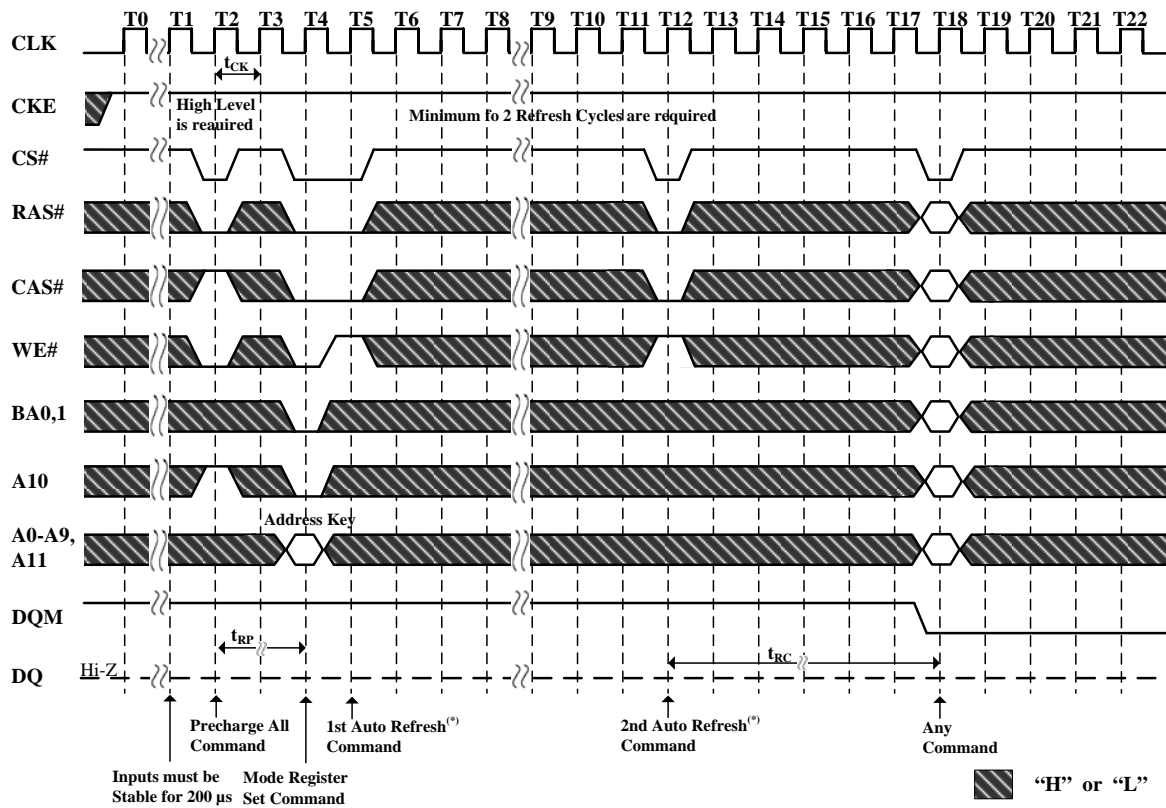 T0 T1 T2 T3 T4 T5 T6 T7 T8 T9 T10 T11 T12 T13 T14 T15 T16 T17 T18 T19 T20 T21 T22
CLK
tCK
CKE
High Level
is reauired
Minimum fo 2 Refresh Cycles are required
CS#
RAS#
CAS#
WE#
BA0,1
A10
Address Key
A0-A9,
A11
DQM
tRP
tRC
DQ
Hi-Z
Precharge All
Command
1st Auto Refresh(*)
Command
2nd Auto Refresh(*)
Command
Any
Command
Inputs must be
Stable for 200 µs
Mode Register
Set Command
“H” or “L”